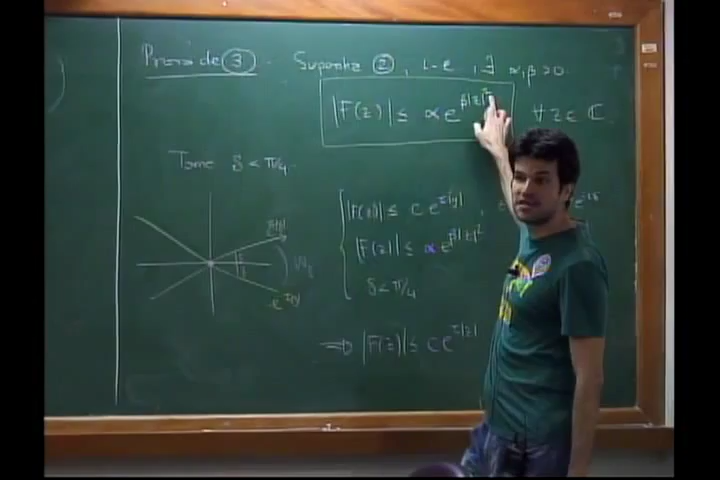 Prova de ③ . Suponha ② , i.e , ∃ α, β > 0.
|F(z)| ≤ α e^{β|z|²} ∀ z ∈ ℂ.
Tome δ < π/4.
|F(z)| ≤ c e^{τ|y|} ,
|F(z)| ≤ α e^{β|z|²}
δ < π/4
⟹ |F(z)| ≤ c e^{τ|z|}